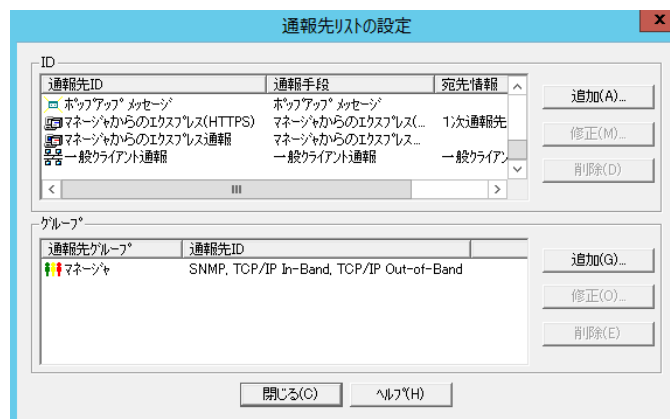 通報先リストの設定
x
ID
通報先ID 通報手段 宛先情報
ポップアップ メッセージ ポップアップ メッセージ
マネージャからのエクスプレス(HTTPS) マネージャからのエクスプレス(... 1)次通報先
マネージャからのエクスプレス通報 マネージャからのエクスプレス...
一般クライアント通報 一般クライアント通報 一般クライアン
追加(A)...
修正(M)...
削除(D)
グループ
通報先グループ 通報先ID
マネージャ SNMP, TCP/IP In-Band, TCP/IP Out-of-Band
追加(G)...
修正(O)...
削除(E)
閉じる(C) ヘルプ(H)